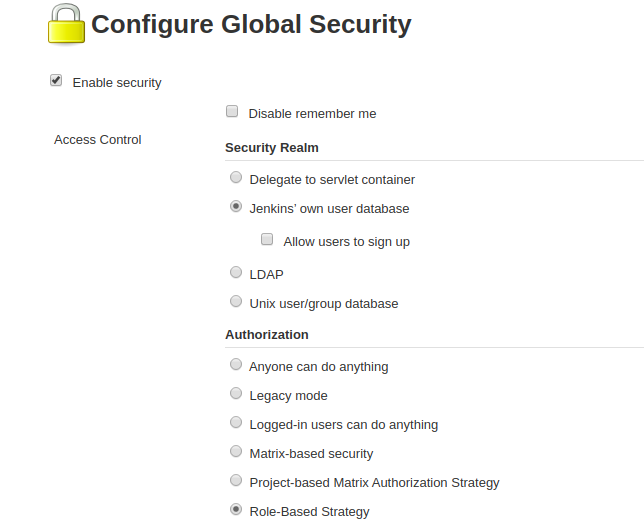 Configure Global Security
Enable security
Disable remember me
Access Control
Security Realm
Delegate to servlet container
Jenkins’ own user database
Allow users to sign up
LDAP
Unix user/group database
Authorization
Anyone can do anything
Legacy mode
Logged-in users can do anything
Matrix-based security
Project-based Matrix Authorization Strategy
Role-Based Strategy